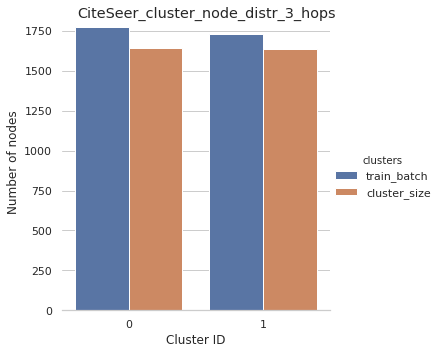 CiteSeer_cluster_node_distr_3_hops
1750
1500
1250
1000
750
500
250
0
Number of nodes
0 1
Cluster ID
clusters
train_batch
cluster_size